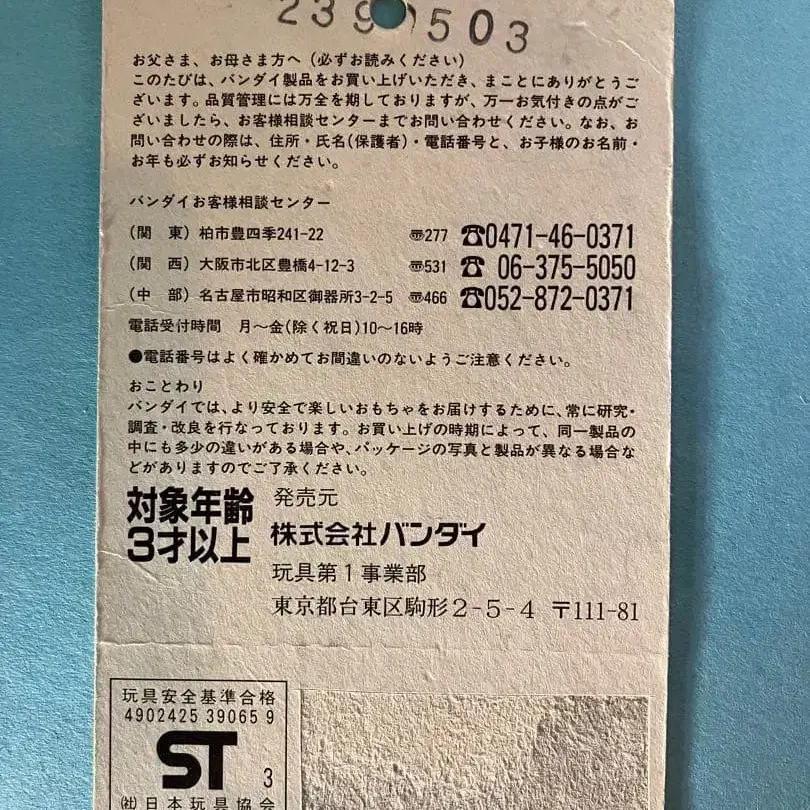 239 0503
お父さま、お母さま方へ(必ずお読みください)
このたびは、バンダイ製品をお買い上げいただき、まことにありがとうご
ざいます。品質管理には万全を期しておりますが、万一お気付きの点がご
ざいましたら、お客様相談センターまでお問い合わせください。なお、お
問い合わせの際は、住所・氏名(保護者)・電話番号と、お子様のお名前・
お年も必ずお知らせください。
バンダイお客様相談センター
(関 東) 柏市豊四季241-22 〠277 ☎0471-46-0371
(関 西) 大阪市北区豊橋4-12-3 〠531 ☎ 06-375-5050
(中 部) 名古屋市昭和区御器所3-2-5 〠466 ☎052-872-0371
電話受付時間 月〜金(除く祝日)10〜16時
●電話番号はよく確かめてお間違いのないようご注意ください。
おことわり
バンダイでは、より安全で楽しいおもちゃをお届けするために、常に研究・
調査・改良を行なっております。お買い上げの時期によって、同一製品の
中にも多少の違いがある場合や、パッケージの写真と製品が異なる場合な
どがありますのでご了承ください。
対象年齢
3才以上
発売元
株式会社バンダイ
玩具第1事業部
東京都台東区駒形2-5-4 〒111-81
玩具安全基準合格
4902425 39065 9
ST 3
(社)日本玩具協会